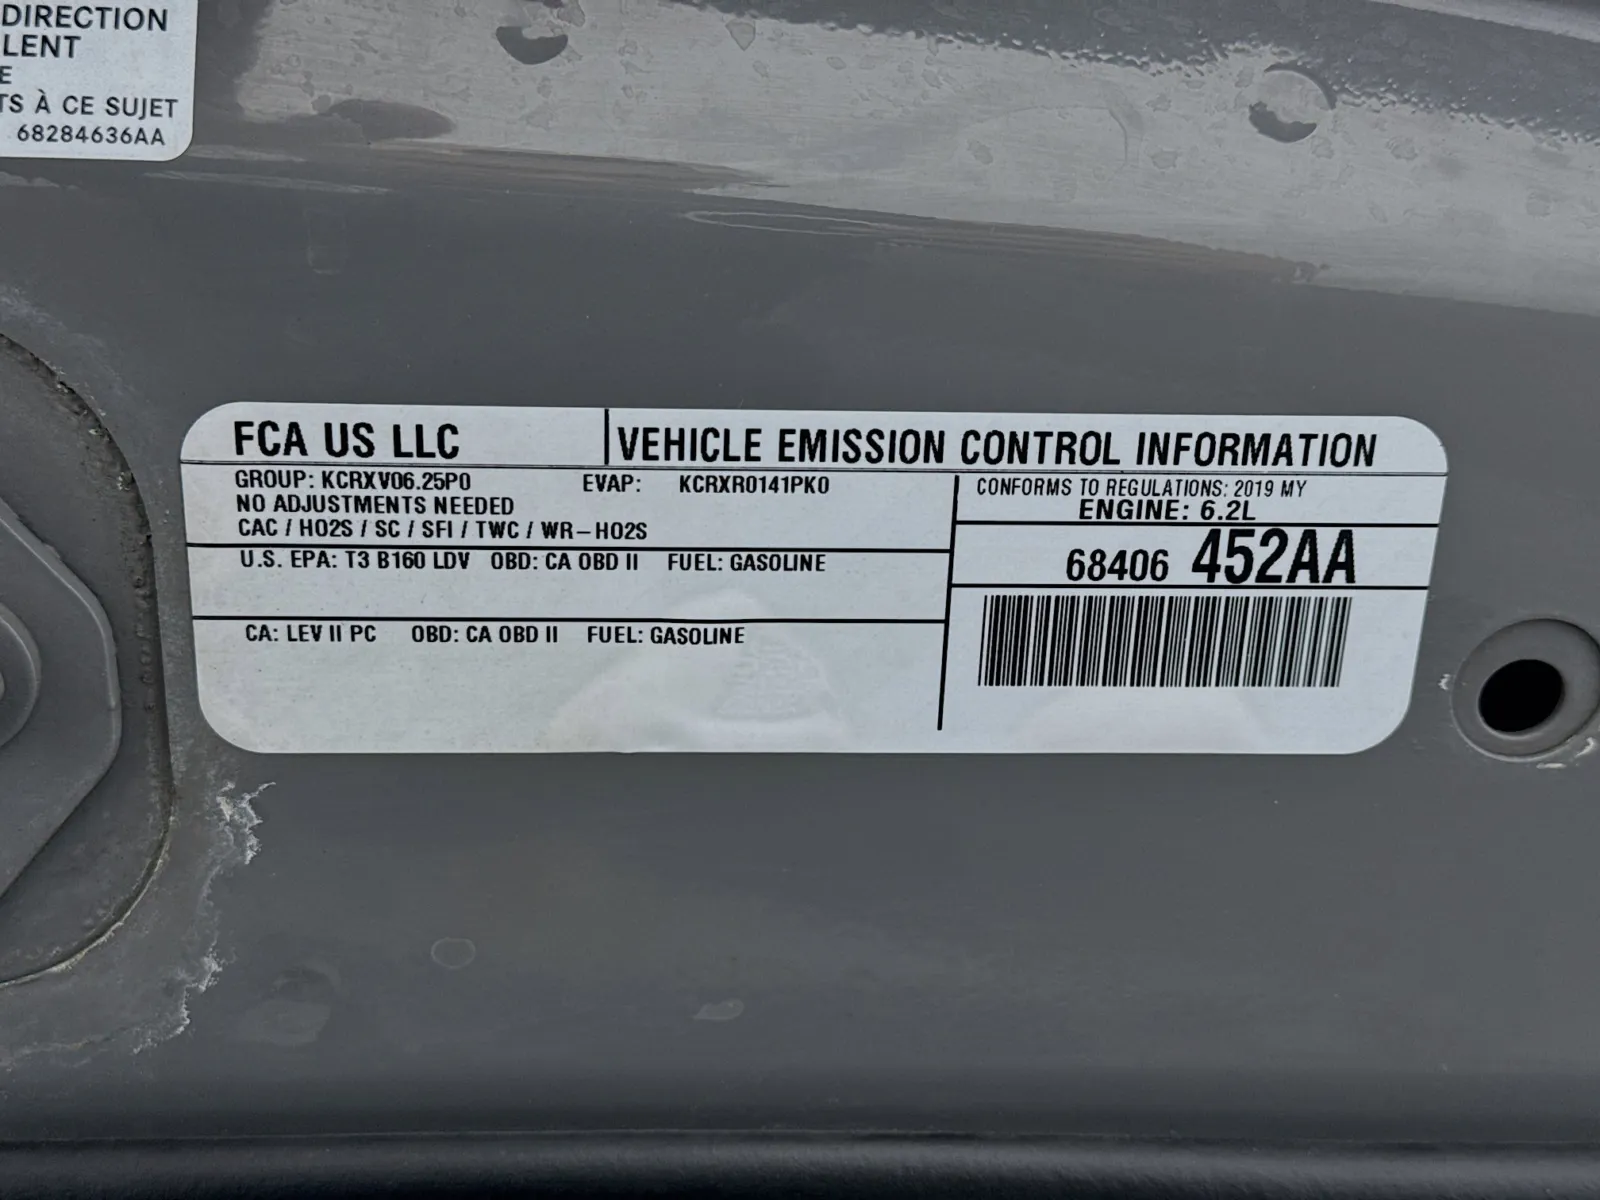 DIRECTION
LENT
E
TS À CE SUJET
68284636AA
FCA US LLC
VEHICLE EMISSION CONTROL INFORMATION
GROUP: KCRXV06.25P0 EVAP: KCRXR0141PK0
NO ADJUSTMENTS NEEDED
CAC / HO2S / SC / SFI / TWC / WR-HO2S
CONFORMS TO REGULATIONS: 2019 MY
ENGINE: 6.2L
U.S. EPA: T3 B160 LDV OBD: CA OBD II FUEL: GASOLINE
68406 452AA
CA: LEV II PC OBD: CA OBD II FUEL: GASOLINE